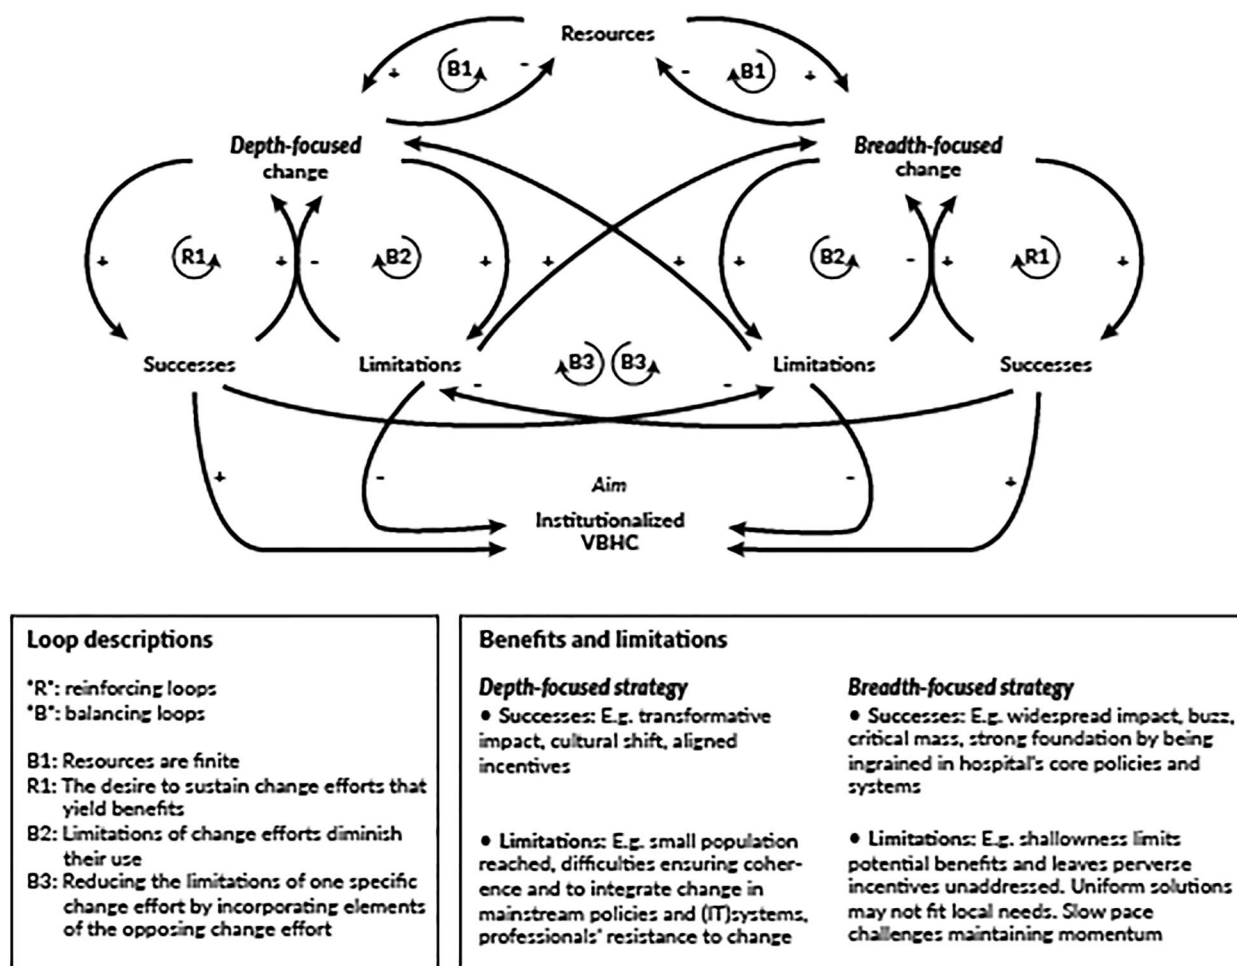 Resources
+ B1 - - B1 +
Depth-focused
change
Breadth-focused
change
+ R1 + - B2 + + + + B2 - + R1 +
Successes
Limitations
B3 B3
Limitations
Successes
- -
+ - - +
Aim
Institutionalized
VBHC
Loop descriptions
"R": reinforcing loops
"B": balancing loops
B1: Resources are finite
R1: The desire to sustain change efforts that
yield benefits
B2: Limitations of change efforts diminish
their use
B3: Reducing the limitations of one specific
change effort by incorporating elements
of the opposing change effort
Benefits and limitations
Depth-focused strategy
• Successes: E.g. transformative
impact, cultural shift, aligned
incentives
• Limitations: E.g. small population
reached, difficulties ensuring coher-
ence and to integrate change in
mainstream policies and (IT)systems,
professionals' resistance to change
Breadth-focused strategy
• Successes: E.g. widespread impact, buzz,
critical mass, strong foundation by being
ingrained in hospital's core policies and
systems
• Limitations: E.g. shallowness limits
potential benefits and leaves perverse
incentives unaddressed. Uniform solutions
may not fit local needs. Slow pace
challenges maintaining momentum